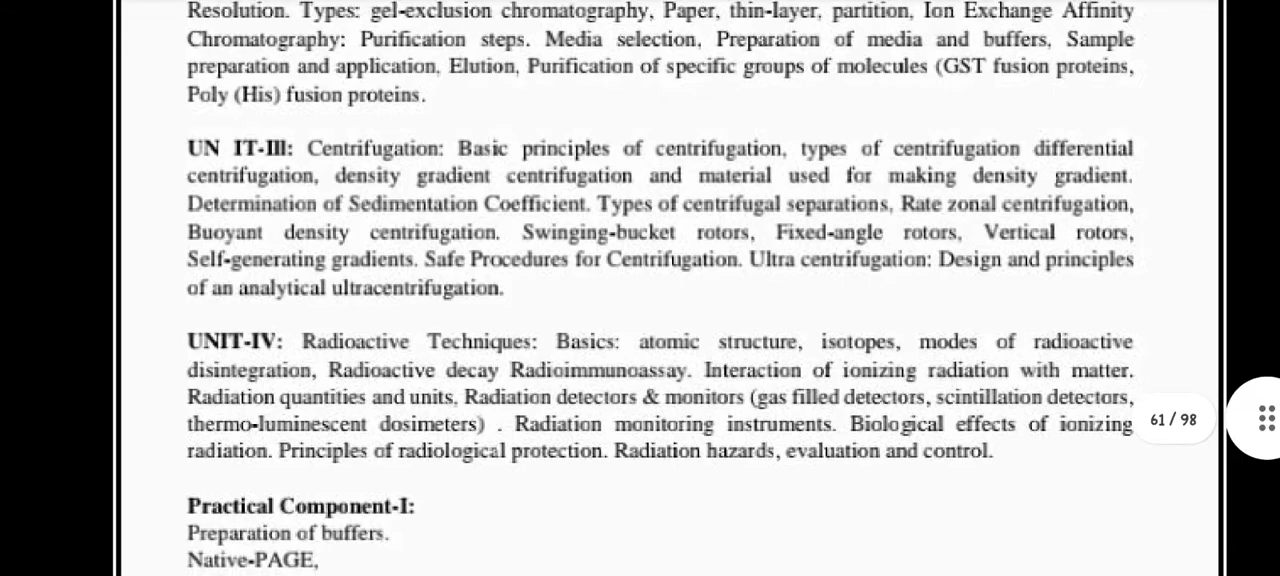 Resolution. Types: gel-exclusion chromatography, Paper, thin-layer, partition, Ion Exchange Affinity
Chromatography: Purification steps. Media selection, Preparation of media and buffers, Sample
preparation and application, Elution, Purification of specific groups of molecules (GST fusion proteins,
Poly (His) fusion proteins.
UN IT-III: Centrifugation: Basic principles of centrifugation, types of centrifugation differential
centrifugation, density gradient centrifugation and material used for making density gradient.
Determination of Sedimentation Coefficient. Types of centrifugal separations, Rate zonal centrifugation,
Buoyant density centrifugation. Swinging-bucket rotors, Fixed-angle rotors, Vertical rotors,
Self-generating gradients. Safe Procedures for Centrifugation. Ultra centrifugation: Design and principles
of an analytical ultracentrifugation.
UNIT-IV: Radioactive Techniques: Basics: atomic structure, isotopes, modes of radioactive
disintegration, Radioactive decay Radioimmunoassay. Interaction of ionizing radiation with matter.
Radiation quantities and units, Radiation detectors & monitors (gas filled detectors, scintillation detectors,
thermo-luminescent dosimeters) . Radiation monitoring instruments. Biological effects of ionizing
radiation. Principles of radiological protection. Radiation hazards, evaluation and control.
61 / 98
Practical Component-I:
Preparation of buffers.
Native-PAGE,